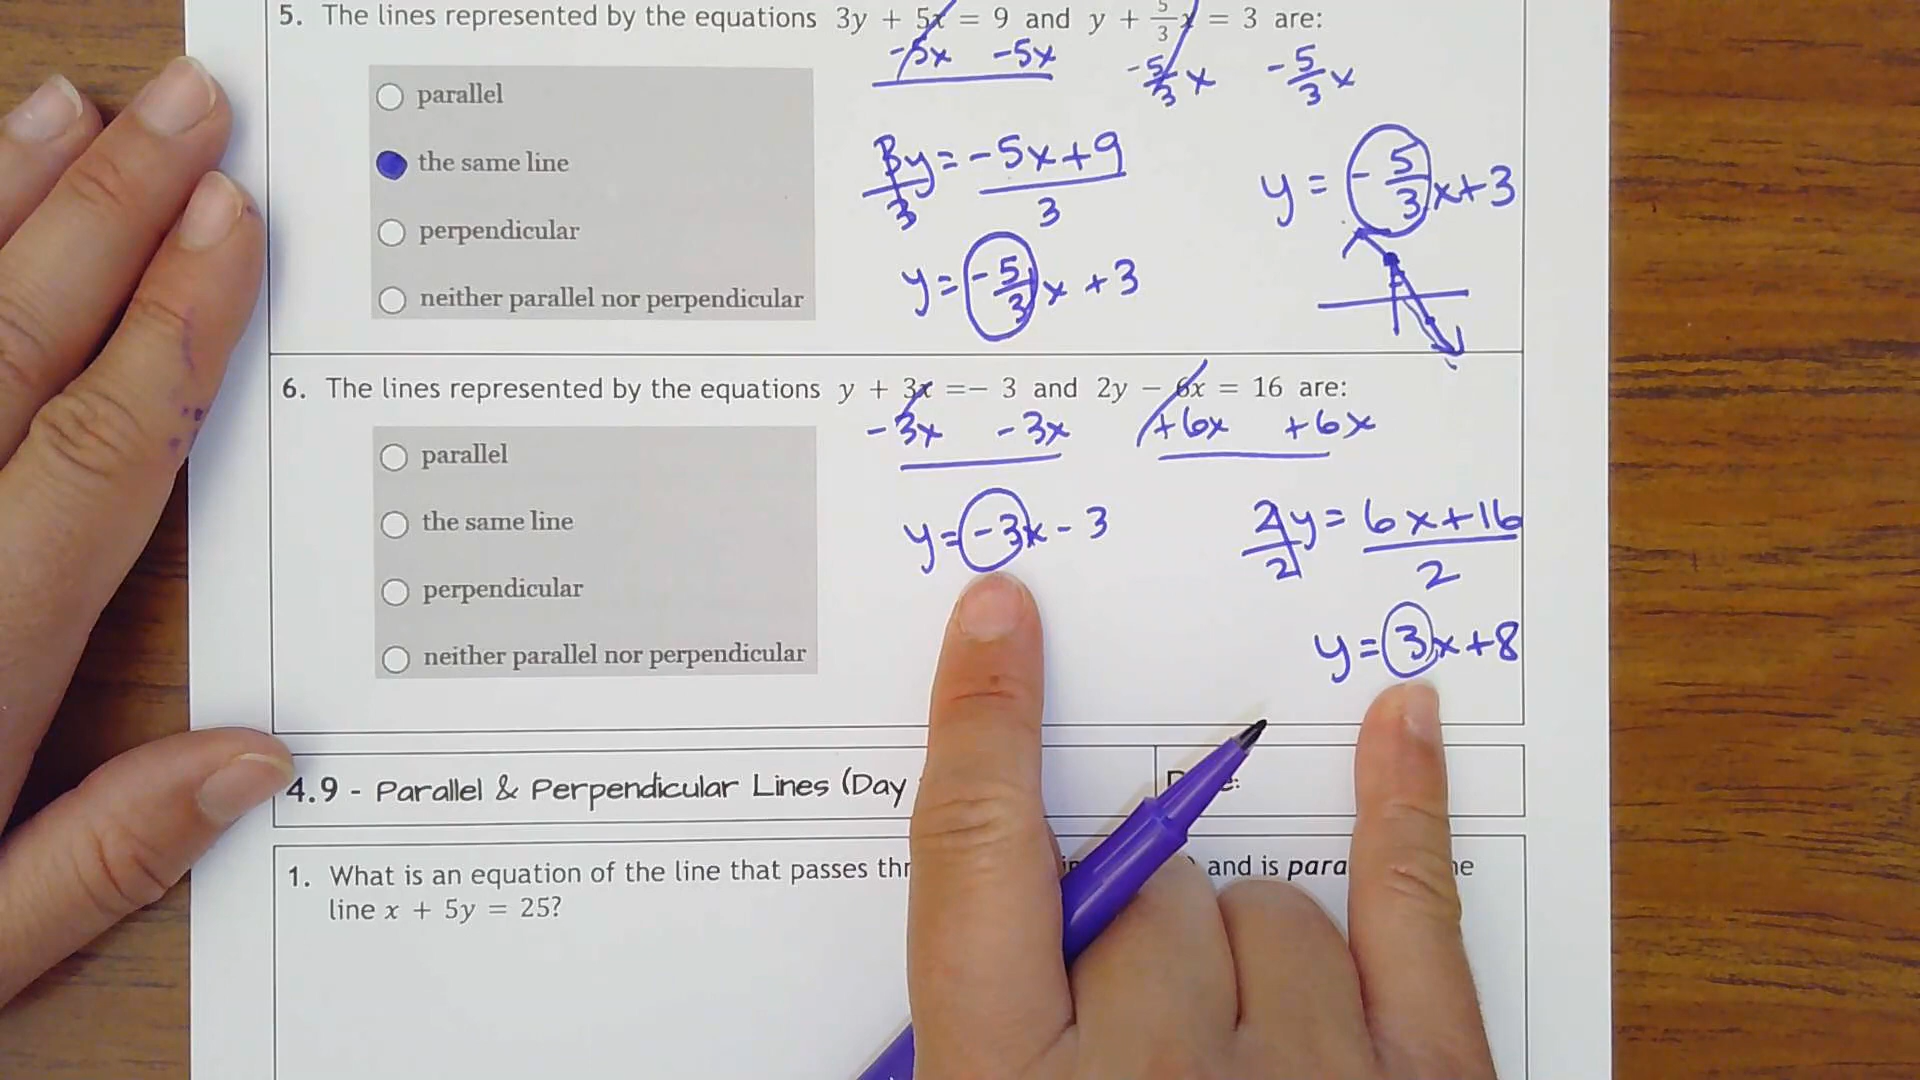 5. The lines represented by the equations 3y + 5x = 9 and y + 5/3 x = 3 are:
-5x -5x -5/3 x -5/3 x
parallel
the same line
perpendicular
neither parallel nor perpendicular
3y = -5x + 9
3 3
y = -5/3 x + 3
y = -5/3 x + 3
6. The lines represented by the equations y + 3x =− 3 and 2y − 6x = 16 are:
-3x -3x +6x +6x
parallel
the same line
perpendicular
neither parallel nor perpendicular
y = -3x - 3
2y = 6x + 16
2 2
y = 3x + 8
4.9 - Parallel & Perpendicular Lines (Day
1. What is an equation of the line that passes and is
line x + 5y = 25?